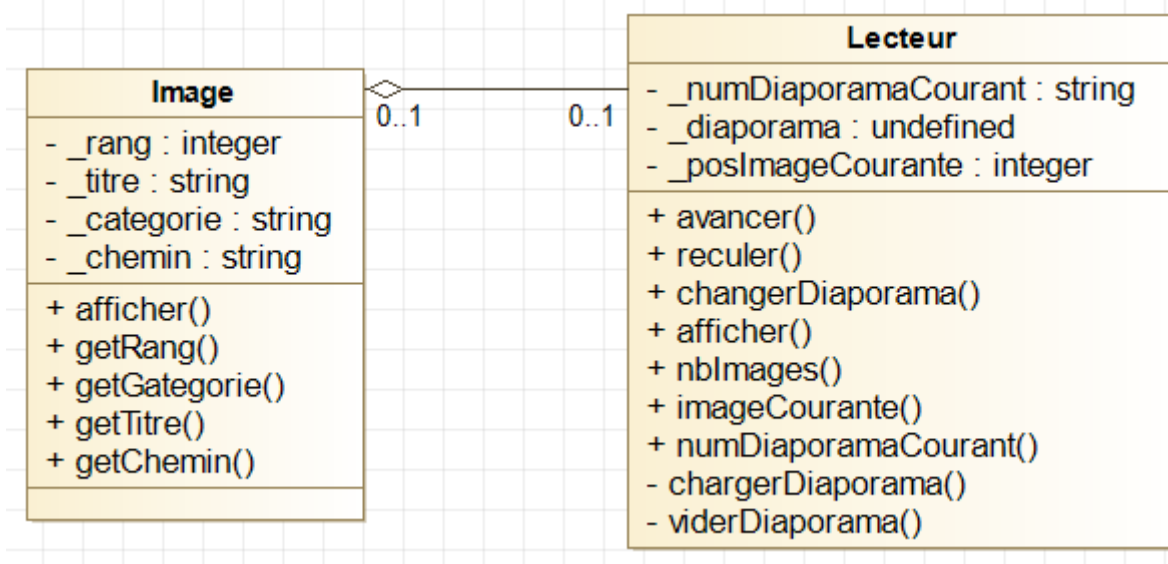 Image
- _rang : integer
- _titre : string
- _categorie : string
- _chemin : string
+ afficher()
+ getRang()
+ getGategorie()
+ getTitre()
+ getChemin()
0..1
0..1
Lecteur
- _numDiaporamaCourant : string
- _diaporama : undefined
- _posImageCourante : integer
+ avancer()
+ reculer()
+ changerDiaporama()
+ afficher()
+ nbImages()
+ imageCourante()
+ numDiaporamaCourant()
- chargerDiaporama()
- viderDiaporama()